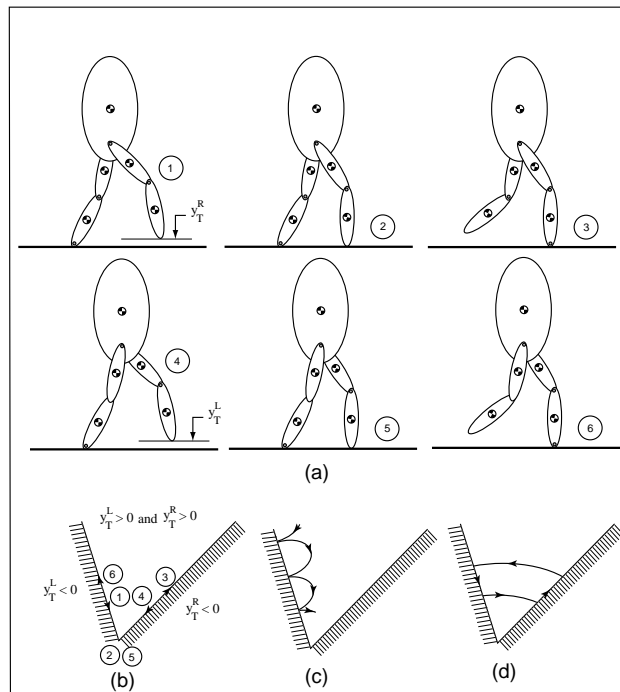 1
y_T^R
2
3
4
y_T^L
5
6
(a)
y_T^L > 0 and y_T^R > 0
y_T^L < 0
6
1
4
3
y_T^R < 0
2
5
(b)
(c)
(d)